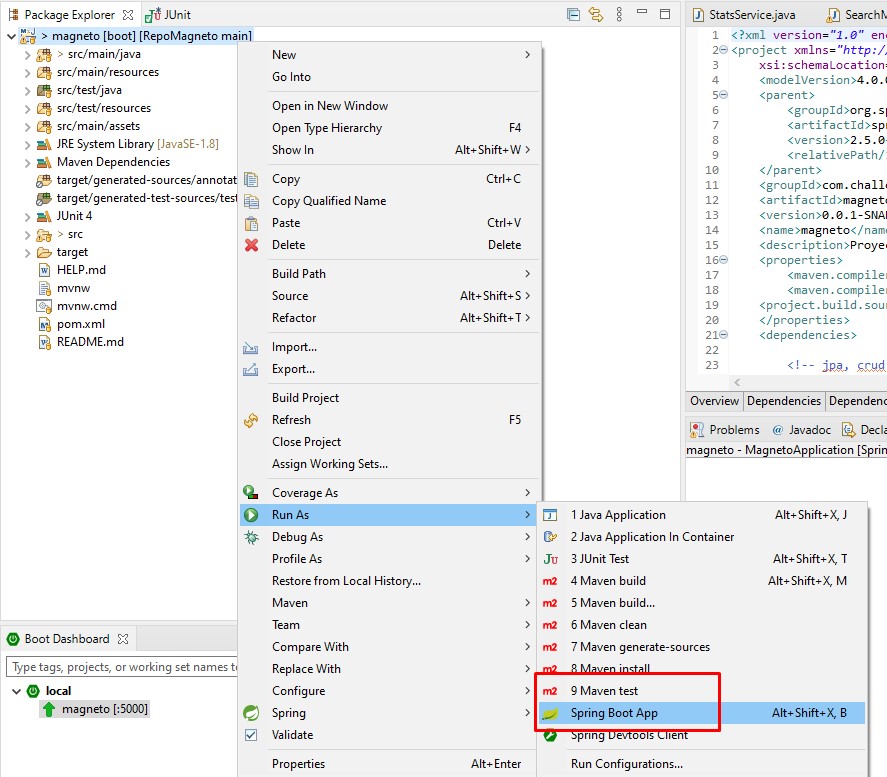 Package Explorer
JUnit
> magneto [boot] [RepoMagneto main]
> src/main/java
src/main/resources
src/test/java
src/test/resources
src/main/assets
JRE System Library [JavaSE-1.8]
Maven Dependencies
target/generated-sources/annotat
target/generated-test-sources/test
JUnit 4
> src
target
HELP.md
mvnw
mvnw.cmd
pom.xml
README.md
New
Go Into
Open in New Window
Open Type Hierarchy F4
Show In Alt+Shift+W >
Copy Ctrl+C
Copy Qualified Name
Paste Ctrl+V
Delete Delete
Build Path
Source Alt+Shift+S >
Refactor Alt+Shift+T >
Import...
Export...
Build Project
Refresh F5
Close Project
Assign Working Sets...
Coverage As
Run As
Debug As
Profile As
Restore from Local History...
Maven
Team
Compare With
Replace With
Configure
Spring
Validate
Properties Alt+Enter
1 Java Application Alt+Shift+X, J
2 Java Application In Container
3 JUnit Test Alt+Shift+X, T
4 Maven build Alt+Shift+X, M
5 Maven build...
6 Maven clean
7 Maven generate-sources
8 Maven install
9 Maven test
Spring Boot App Alt+Shift+X, B
Spring Devtools Client
Run Configurations...
Boot Dashboard
Type tags, projects, or working set names to
local
magneto [:5000]
StatsService.java
SearchM
1 <?xml version="1.0" enc
2 <project xmlns="http:/
3 xsi:schemaLocation=
4 <modelVersion>4.0.0
5 <parent>
6 <groupId>org.sp
7 <artifactId>spr
8 <version>2.5.0
9 <relativePath/
10 </parent>
11 <groupId>com.challe
12 <artifactId>magneto
13 <version>0.0.1-SNA
14 <name>magneto</nam
15 <description>Proye
16 <properties>
17 <maven.compiler
18 <maven.compiler
19 <project.build.sour
20 </properties>
21 <dependencies>
22
23 <!-- jpa, crud
Overview Dependencies Dependenc
Problems @ Javadoc Decla
magneto - MagnetoApplication [Sprin